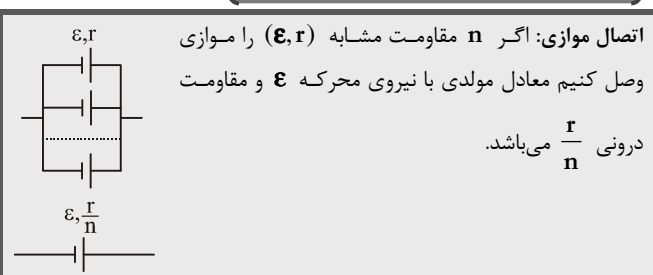 اتصال موازی: اگر n مقاومت مشابه (ε,r) را موازی
وصل کنیم معادل مولدی با نیروی محرکه ε و مقاومت
درونی r/n می‌باشد.
ε,r
ε,r/n